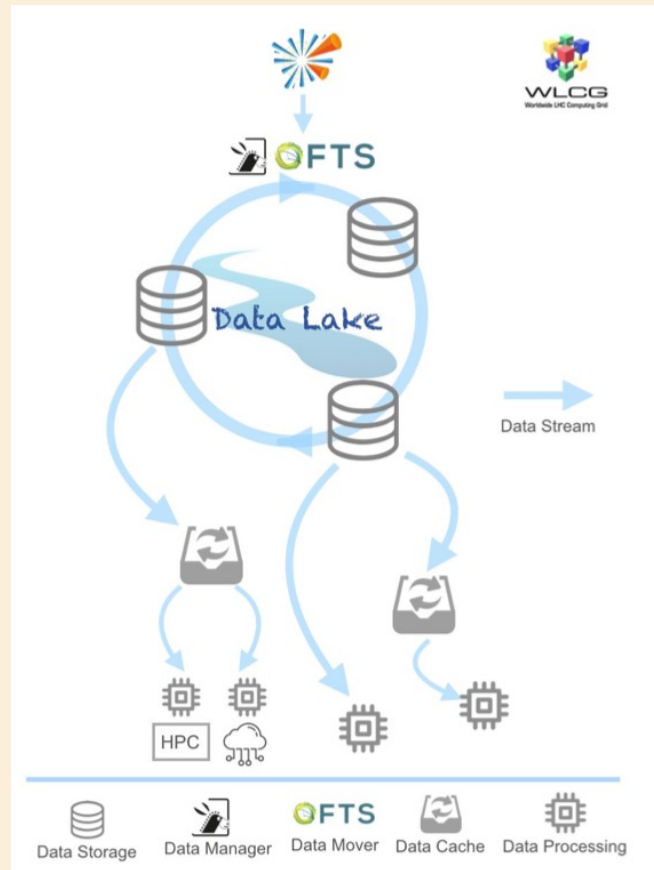 WLCG
Worldwide LHC Computing Grid
FTS
Data Lake
Data Stream
HPC
FTS
Data Storage
Data Manager
Data Mover
Data Cache
Data Processing